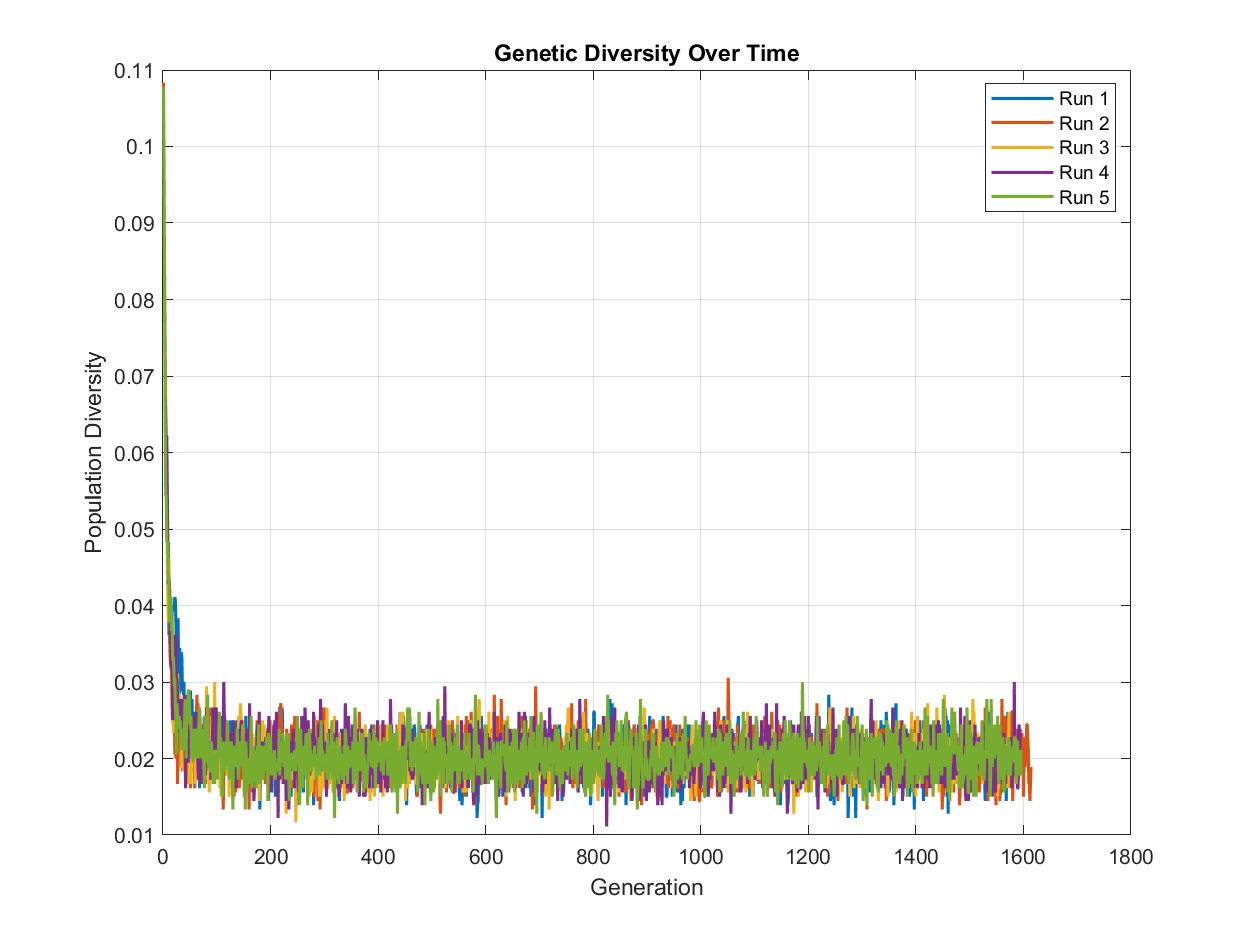 Genetic Diversity Over Time
0.11
0.1
0.09
0.08
0.07
0.06
0.05
0.04
0.03
0.02
0.01
Population Diversity
Run 1
Run 2
Run 3
Run 4
Run 5
0 200 400 600 800 1000 1200 1400 1600 1800
Generation